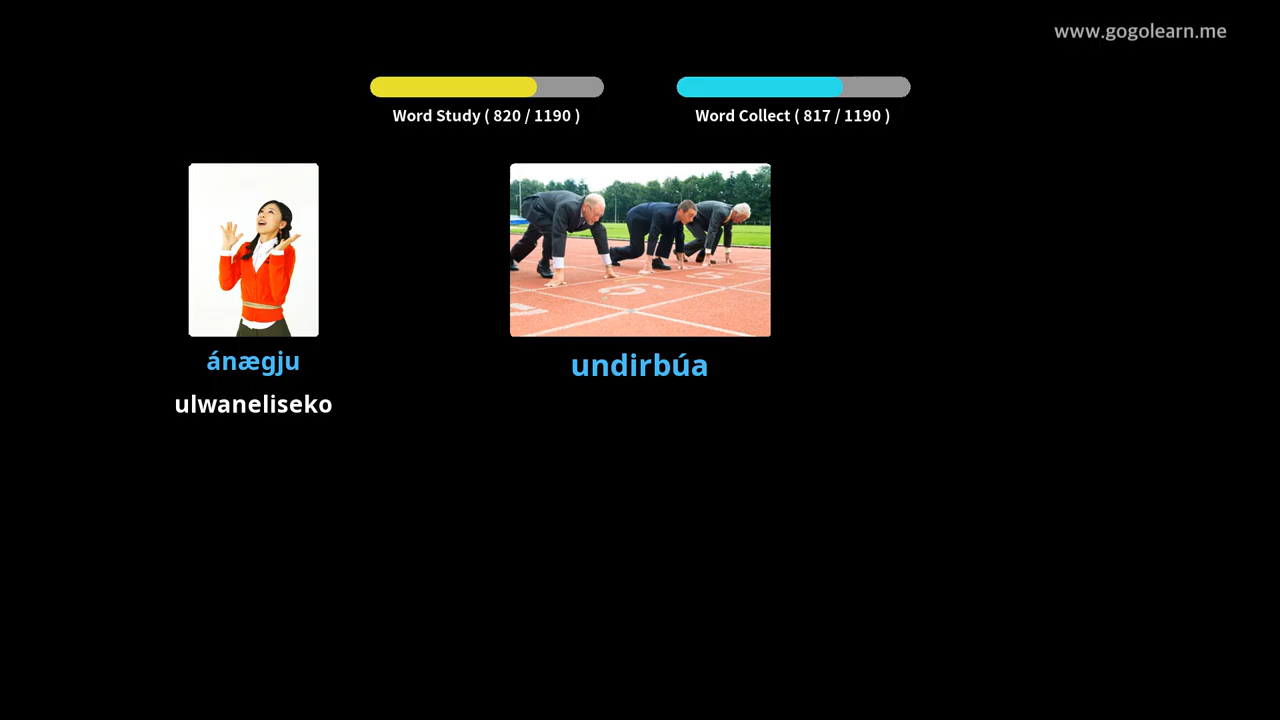 www.gogolearn.me
Word Study ( 820 / 1190 )
Word Collect ( 817 / 1190 )
ánægju
undirbúa
ulwaneliseko